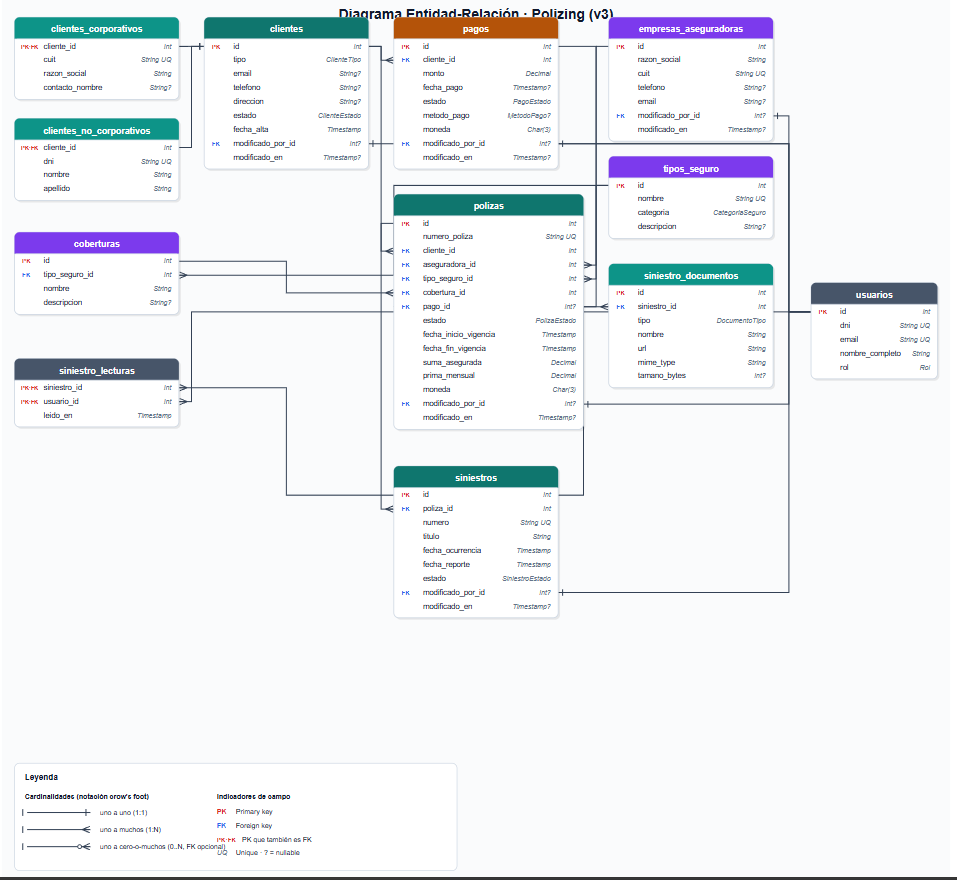 Diagrama Entidad-Relación · Polizing (v3)
clientes_corporativos
PK·FK cliente_id Int
cuit String UQ
razon_social String
contacto_nombre String?
clientes_no_corporativos
PK·FK cliente_id Int
dni String UQ
nombre String
apellido String
coberturas
PK id Int
FK tipo_seguro_id Int
nombre String
descripcion String?
siniestro_lecturas
PK·FK siniestro_id Int
PK·FK usuario_id Int
leido_en Timestamp
clientes
PK id Int
tipo ClienteTipo
email String?
telefono String?
direccion String?
estado ClienteEstado
fecha_alta Timestamp
FK modificado_por_id Int?
modificado_en Timestamp?
pagos
PK id Int
FK cliente_id Int
monto Decimal
fecha_pago Timestamp?
estado PagoEstado
metodo_pago MetodoPago?
moneda Char(3)
FK modificado_por_id Int?
modificado_en Timestamp?
polizas
PK id Int
numero_poliza String UQ
FK cliente_id Int
FK aseguradora_id Int
FK tipo_seguro_id Int
FK cobertura_id Int
FK pago_id Int?
estado PolizaEstado
fecha_inicio_vigencia Timestamp
fecha_fin_vigencia Timestamp
suma_asegurada Decimal
prima_mensual Decimal
moneda Char(3)
FK modificado_por_id Int?
modificado_en Timestamp?
siniestros
PK id Int
FK poliza_id Int
numero String UQ
titulo String
fecha_ocurrencia Timestamp
fecha_reporte Timestamp
estado SiniestroEstado
FK modificado_por_id Int?
modificado_en Timestamp?
empresas_aseguradoras
PK id Int
razon_social String
cuit String UQ
telefono String?
email String?
FK modificado_por_id Int?
modificado_en Timestamp?
tipos_seguro
PK id Int
nombre String UQ
categoria CategoriaSeguro
descripcion String?
siniestro_documentos
PK id Int
FK siniestro_id Int
tipo DocumentoTipo
nombre String
url String
mime_type String
tamano_bytes Int?
usuarios
PK id Int
dni String UQ
email String UQ
nombre_completo String
rol Rol
Leyenda
Cardinalidades (notación crow's foot)
uno a uno (1:1)
uno a muchos (1:N)
uno a cero-o-muchos (0..N, FK opcional)
Indicadores de campo
PK Primary key
FK Foreign key
PK·FK PK que también es FK
UQ Unique · ? = nullable